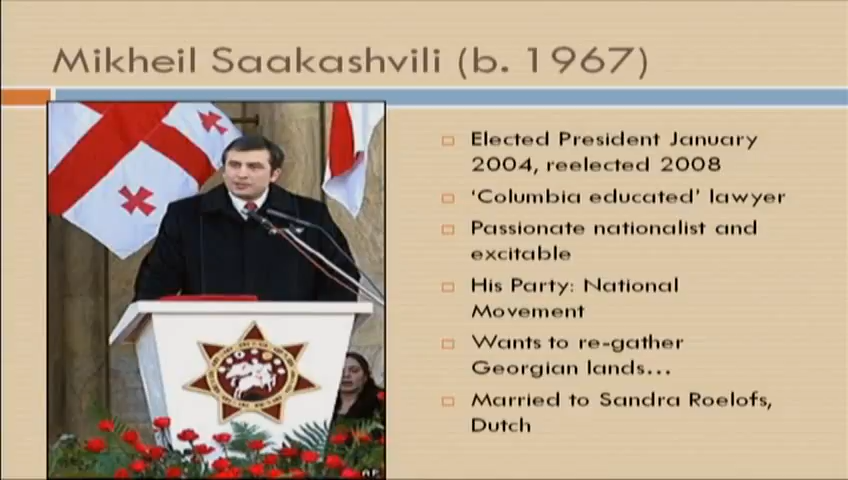 Mikheil Saakashvili (b. 1967)
Elected President January
2004, reelected 2008
‘Columbia educated’ lawyer
Passionate nationalist and
excitable
His Party: National
Movement
Wants to re-gather
Georgian lands...
Married to Sandra Roelofs,
Dutch
AP